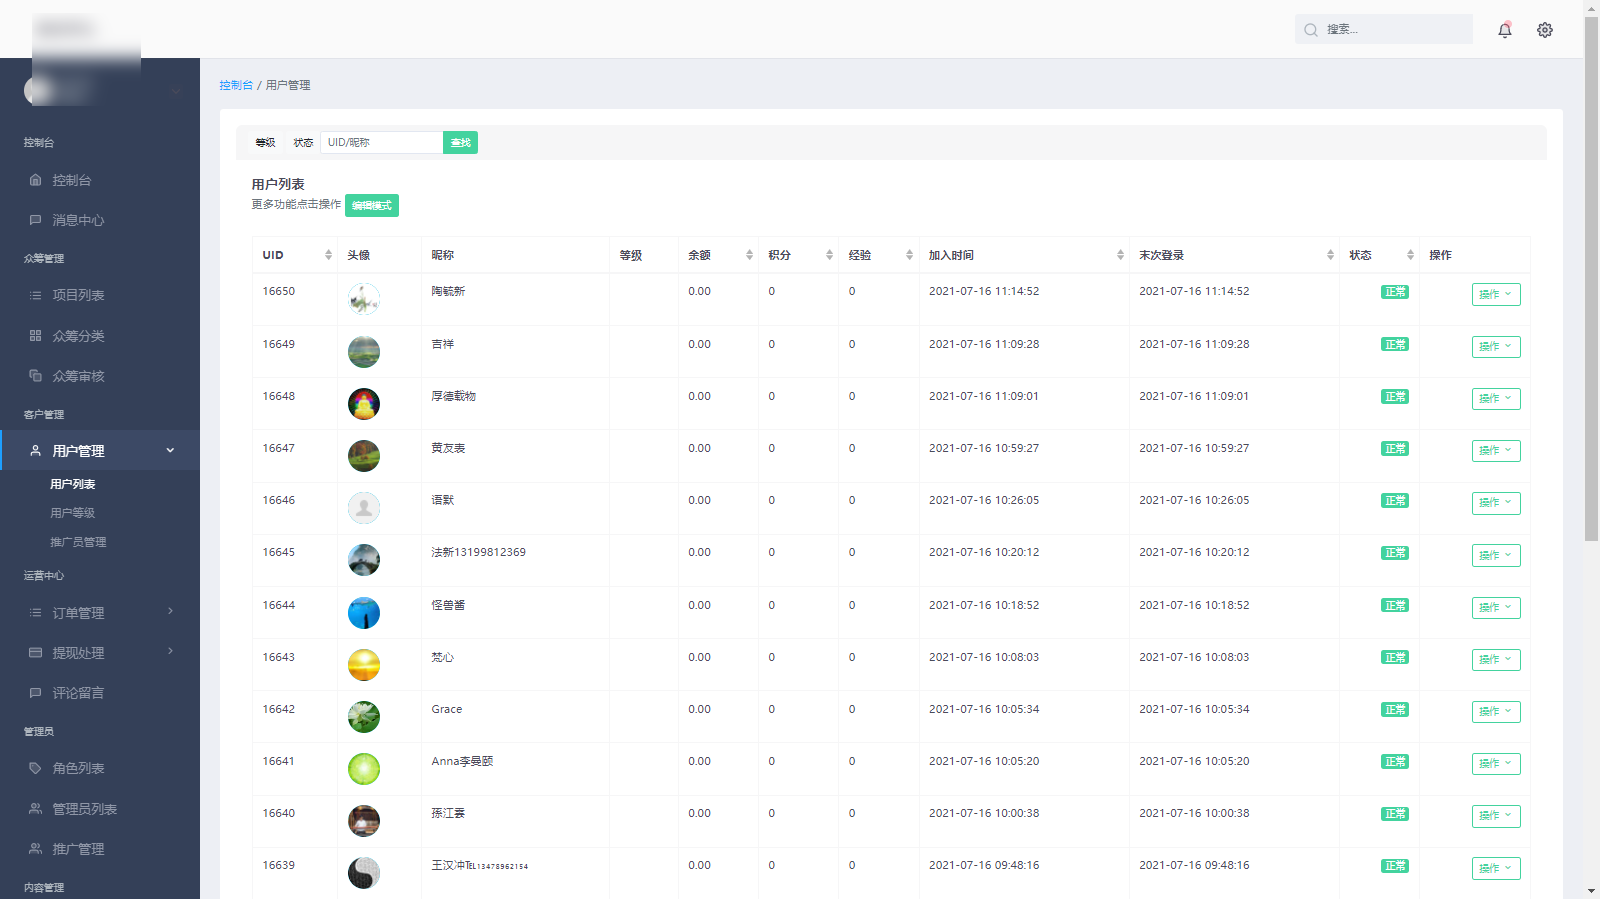 搜索...
控制台 / 用户管理
控制台
控制台
消息中心
众筹管理
项目列表
众筹分类
众筹审核
客户管理
用户管理
用户列表
用户等级
推广员管理
运营中心
订单管理
提现处理
评论留言
管理员
角色列表
管理员列表
推广管理
内容管理
等级 状态 UID/昵称 查找
用户列表
更多功能点击操作 编辑模式
UID 头像 昵称 等级 余额 积分 经验 加入时间 末次登录 状态 操作
16650 陶毓新 0.00 0 0 2021-07-16 11:14:52 2021-07-16 11:14:52 正常 操作
16649 吉祥 0.00 0 0 2021-07-16 11:09:28 2021-07-16 11:09:28 正常 操作
16648 厚德载物 0.00 0 0 2021-07-16 11:09:01 2021-07-16 11:09:01 正常 操作
16647 黄友表 0.00 0 0 2021-07-16 10:59:27 2021-07-16 10:59:27 正常 操作
16646 语默 0.00 0 0 2021-07-16 10:26:05 2021-07-16 10:26:05 正常 操作
16645 法新13199812369 0.00 0 0 2021-07-16 10:20:12 2021-07-16 10:20:12 正常 操作
16644 怪兽酱 0.00 0 0 2021-07-16 10:18:52 2021-07-16 10:18:52 正常 操作
16643 梵心 0.00 0 0 2021-07-16 10:08:03 2021-07-16 10:08:03 正常 操作
16642 Grace 0.00 0 0 2021-07-16 10:05:34 2021-07-16 10:05:34 正常 操作
16641 Anna李曼颐 0.00 0 0 2021-07-16 10:05:20 2021-07-16 10:05:20 正常 操作
16640 孫江雲 0.00 0 0 2021-07-16 10:00:38 2021-07-16 10:00:38 正常 操作
16639 王汉冲℡13478962154 0.00 0 0 2021-07-16 09:48:16 2021-07-16 09:48:16 正常 操作